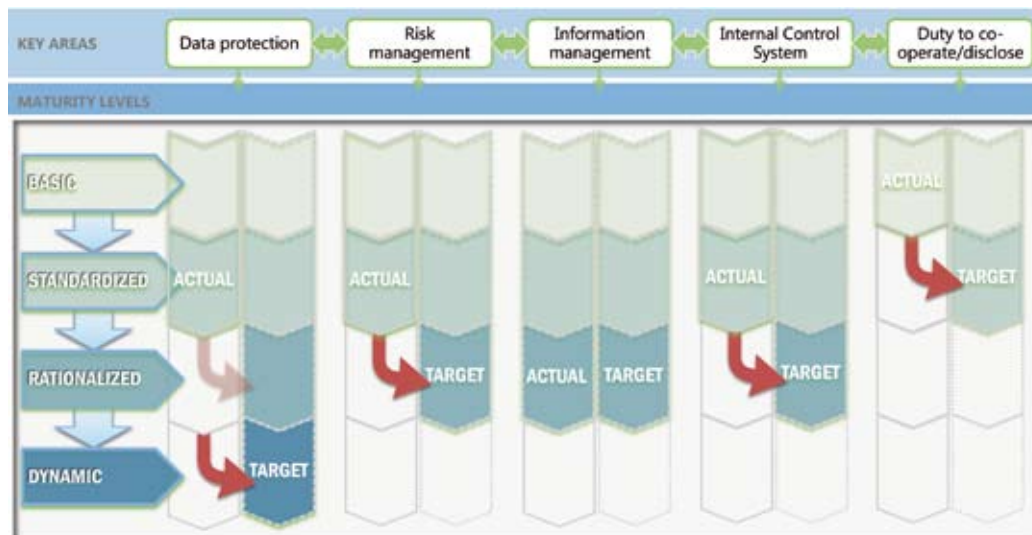 KEY AREAS
Data protection
Risk
management
Information
management
Internal Control
System
Duty to co-
operate/disclose
MATURITY LEVELS
BASIC
ACTUAL
STANDARDIZED
ACTUAL
ACTUAL
ACTUAL
TARGET
RATIONALIZED
TARGET
ACTUAL
TARGET
TARGET
DYNAMIC
TARGET